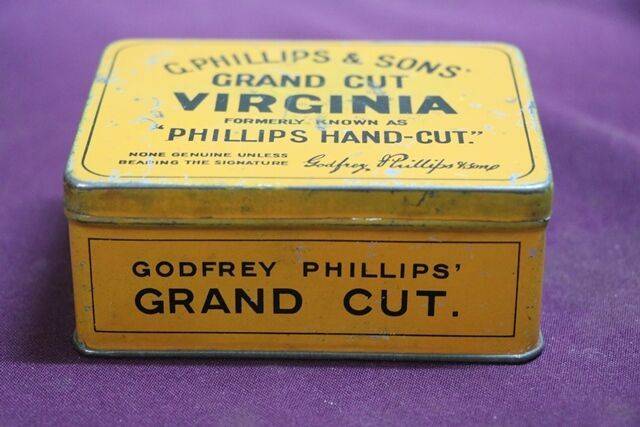 G. PHILLIPS & SONS'
GRAND CUT
VIRGINIA
FORMERLY KNOWN AS
"PHILLIPS HAND-CUT."
NONE GENUINE UNLESS
BEARING THE SIGNATURE
Godfrey Phillips & Sons
GODFREY PHILLIPS'
GRAND CUT.